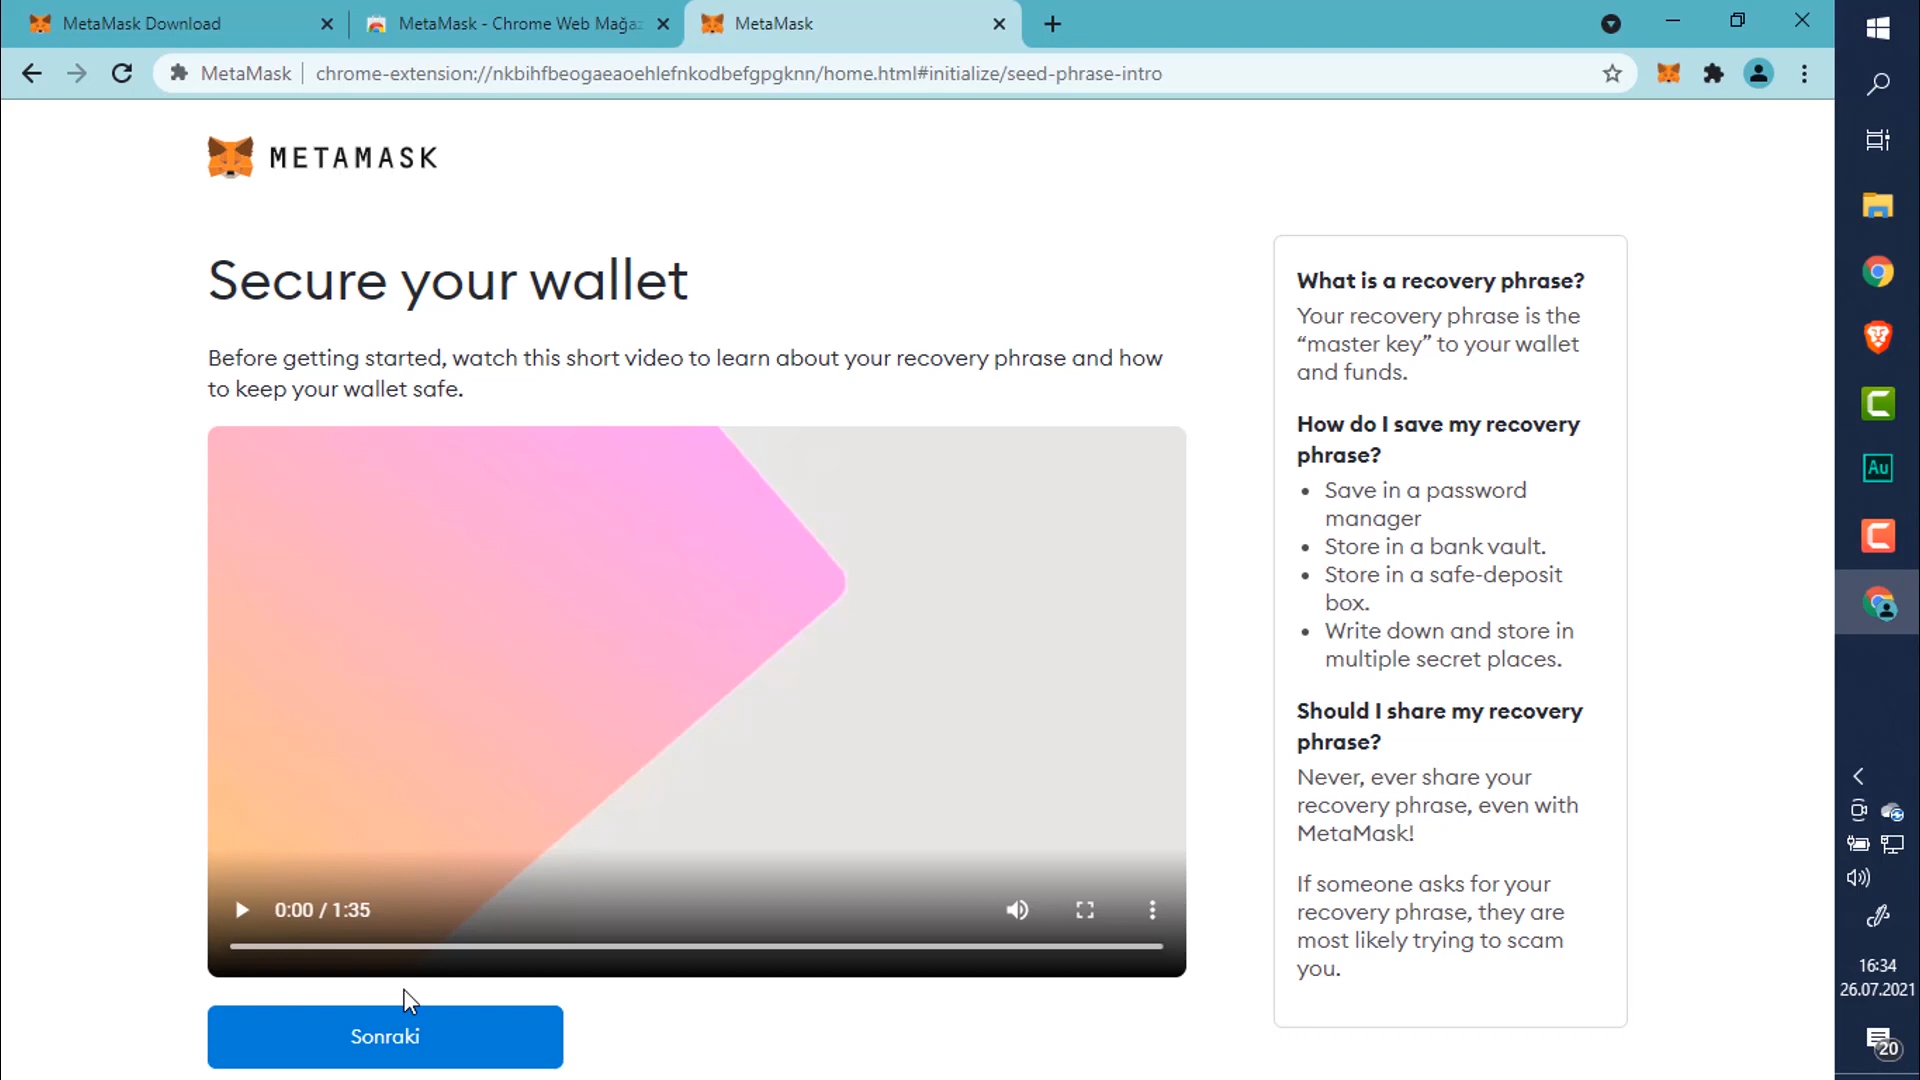 MetaMask Download
MetaMask - Chrome Web Mağaz
MetaMask
MetaMask
chrome-extension://nkbihfbeogaeaoehlefnkodbefgpgknn/home.html#initialize/seed-phrase-intro
METAMASK
Secure your wallet
Before getting started, watch this short video to learn about your recovery phrase and how
to keep your wallet safe.
0:00 / 1:35
Sonraki
What is a recovery phrase?
Your recovery phrase is the
“master key” to your wallet
and funds.
How do I save my recovery
phrase?
• Save in a password
manager
• Store in a bank vault.
• Store in a safe-deposit
box.
• Write down and store in
multiple secret places.
Should I share my recovery
phrase?
Never, ever share your
recovery phrase, even with
MetaMask!
If someone asks for your
recovery phrase, they are
most likely trying to scam
you.
Au
16:34
26.07.2021
20